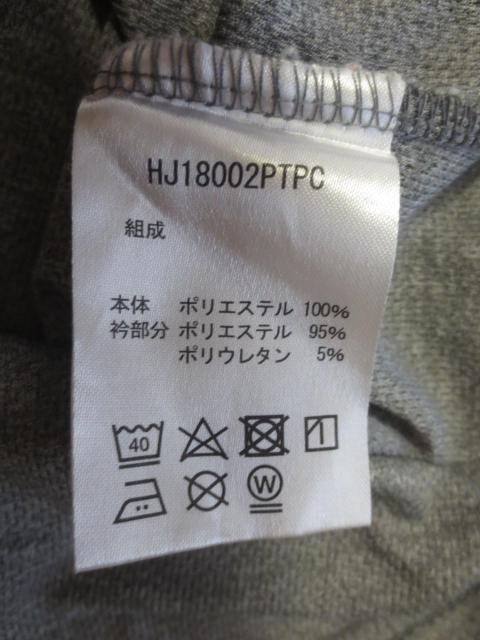 HJ18002PTPC
組成
本体 ポリエステル 100%
衿部分 ポリエステル 95%
ポリウレタン 5%
40
W